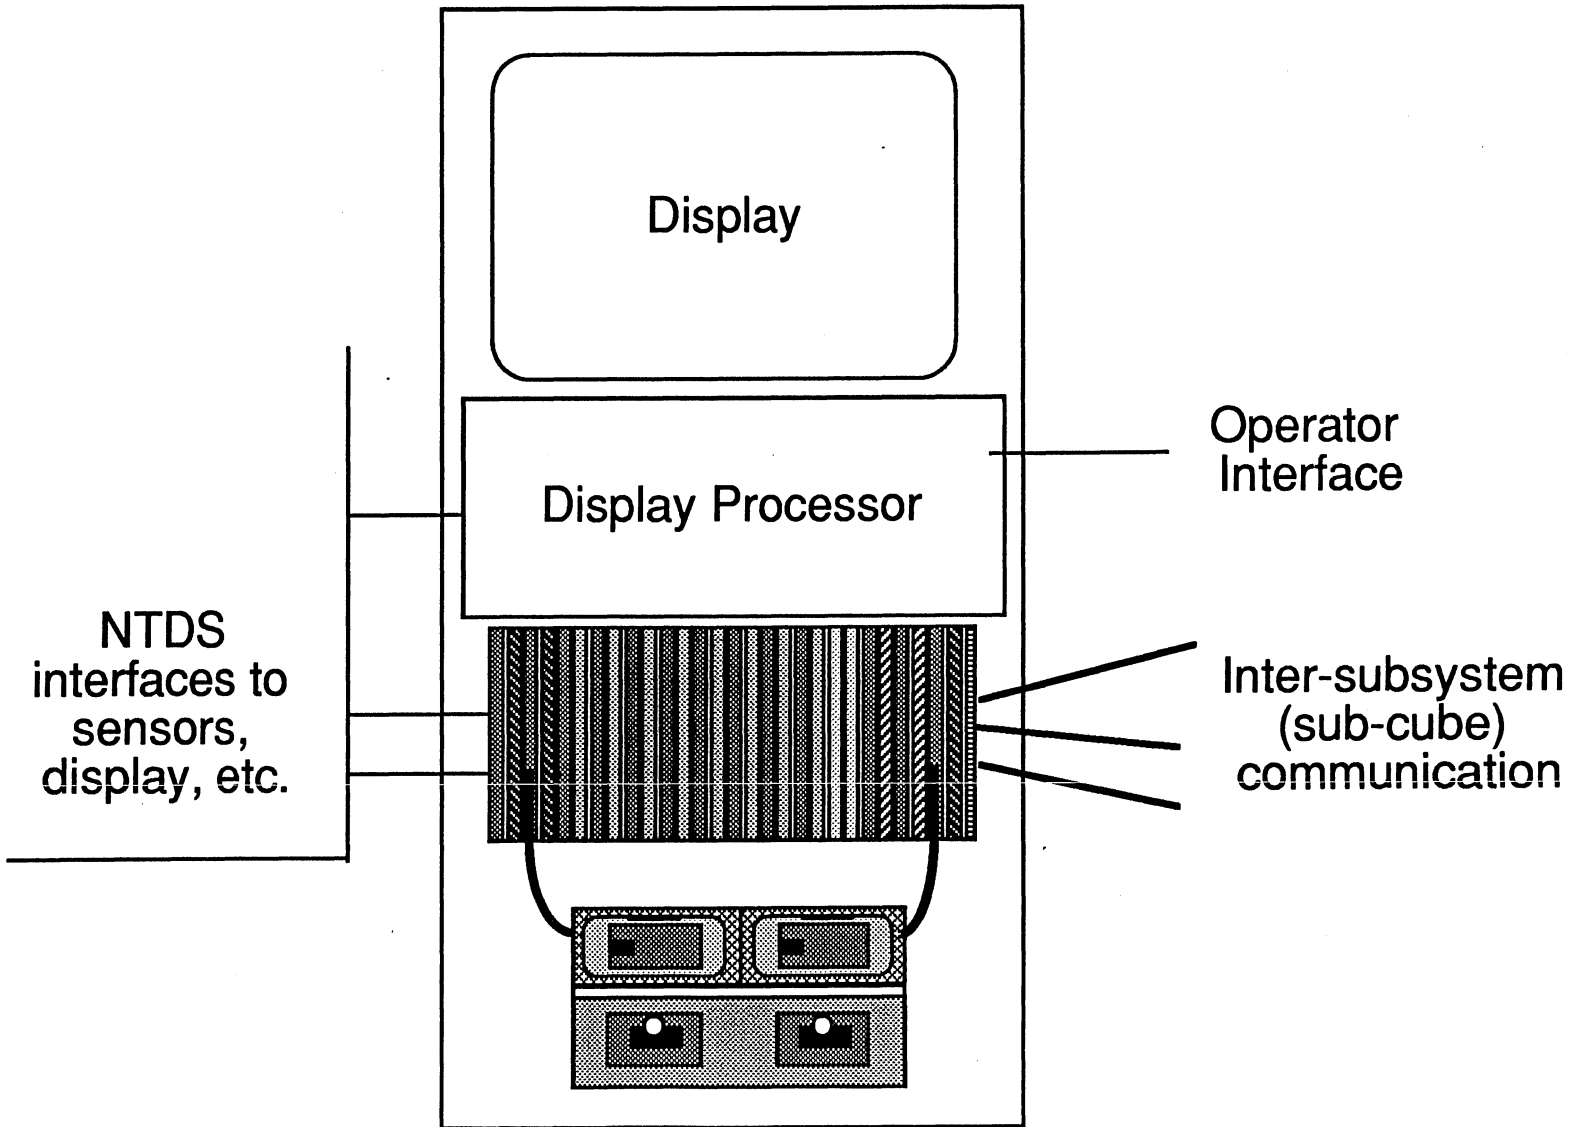 Display
Display Processor
Operator
Interface
NTDS
interfaces to
sensors,
display, etc.
Inter-subsystem
(sub-cube)
communication